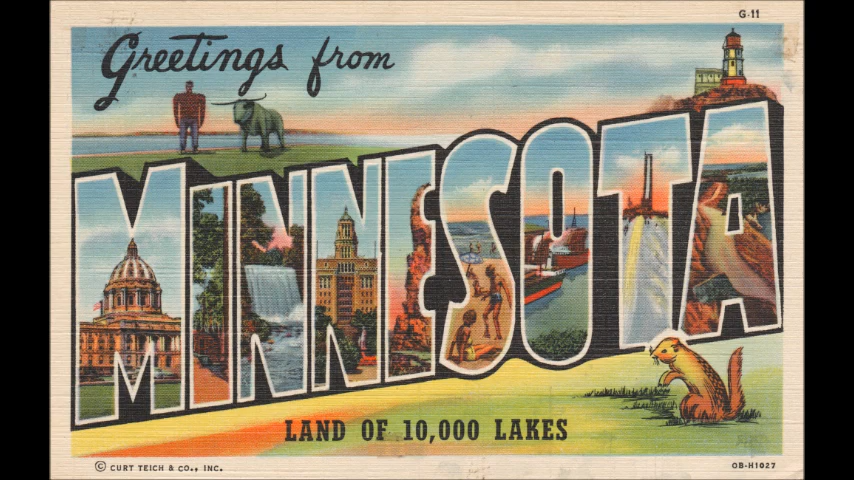 G-11
Greetings from
MINNESOTA
LAND OF 10,000 LAKES
© CURT TEICH & CO., INC.
OB-H1027